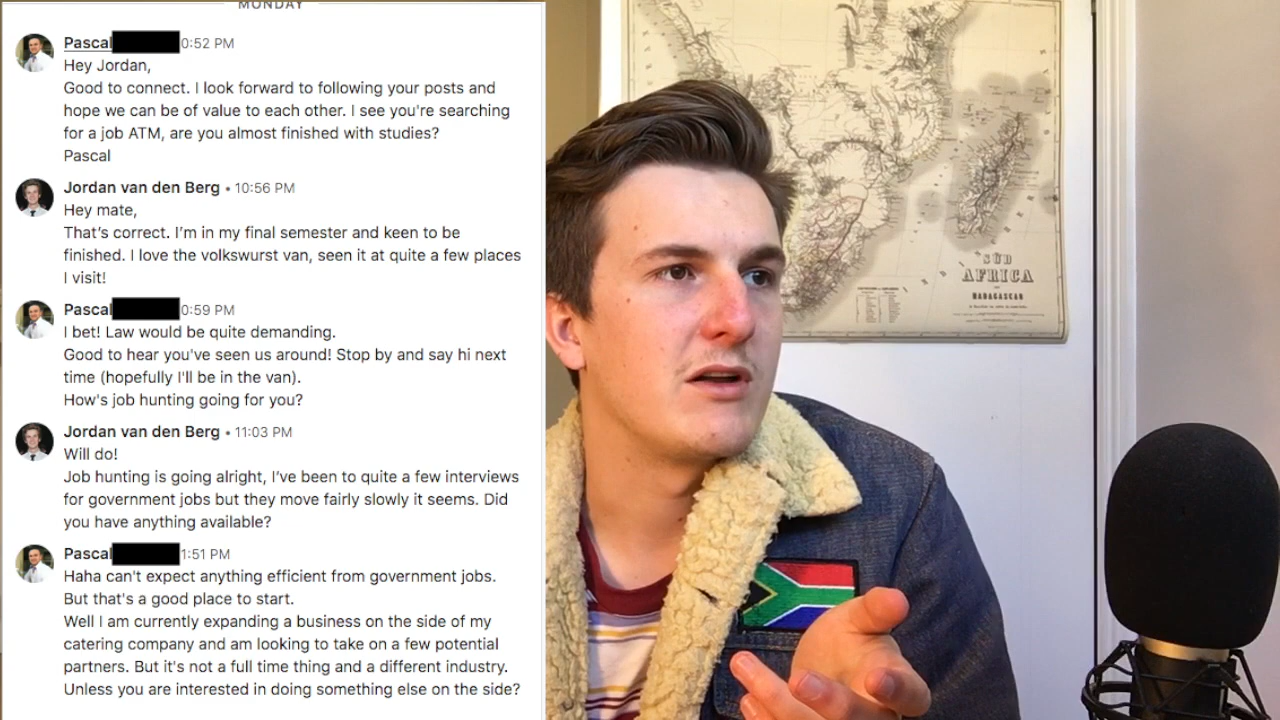 MONDAY
Pascal 0:52 PM
Hey Jordan,
Good to connect. I look forward to following your posts and
hope we can be of value to each other. I see you're searching
for a job ATM, are you almost finished with studies?
Pascal
Jordan van den Berg • 10:56 PM
Hey mate,
That's correct. I'm in my final semester and keen to be
finished. I love the volkswurst van, seen it at quite a few places
I visit!
Pascal 0:59 PM
I bet! Law would be quite demanding.
Good to hear you've seen us around! Stop by and say hi next
time (hopefully I'll be in the van).
How's job hunting going for you?
Jordan van den Berg • 11:03 PM
Will do!
Job hunting is going alright, I've been to quite a few interviews
for government jobs but they move fairly slowly it seems. Did
you have anything available?
Pascal 1:51 PM
Haha can't expect anything efficient from government jobs.
But that's a good place to start.
Well I am currently expanding a business on the side of my
catering company and am looking to take on a few potential
partners. But it's not a full time thing and a different industry.
Unless you are interested in doing something else on the side?
SÜD
AFRICA
MADAGASCAR